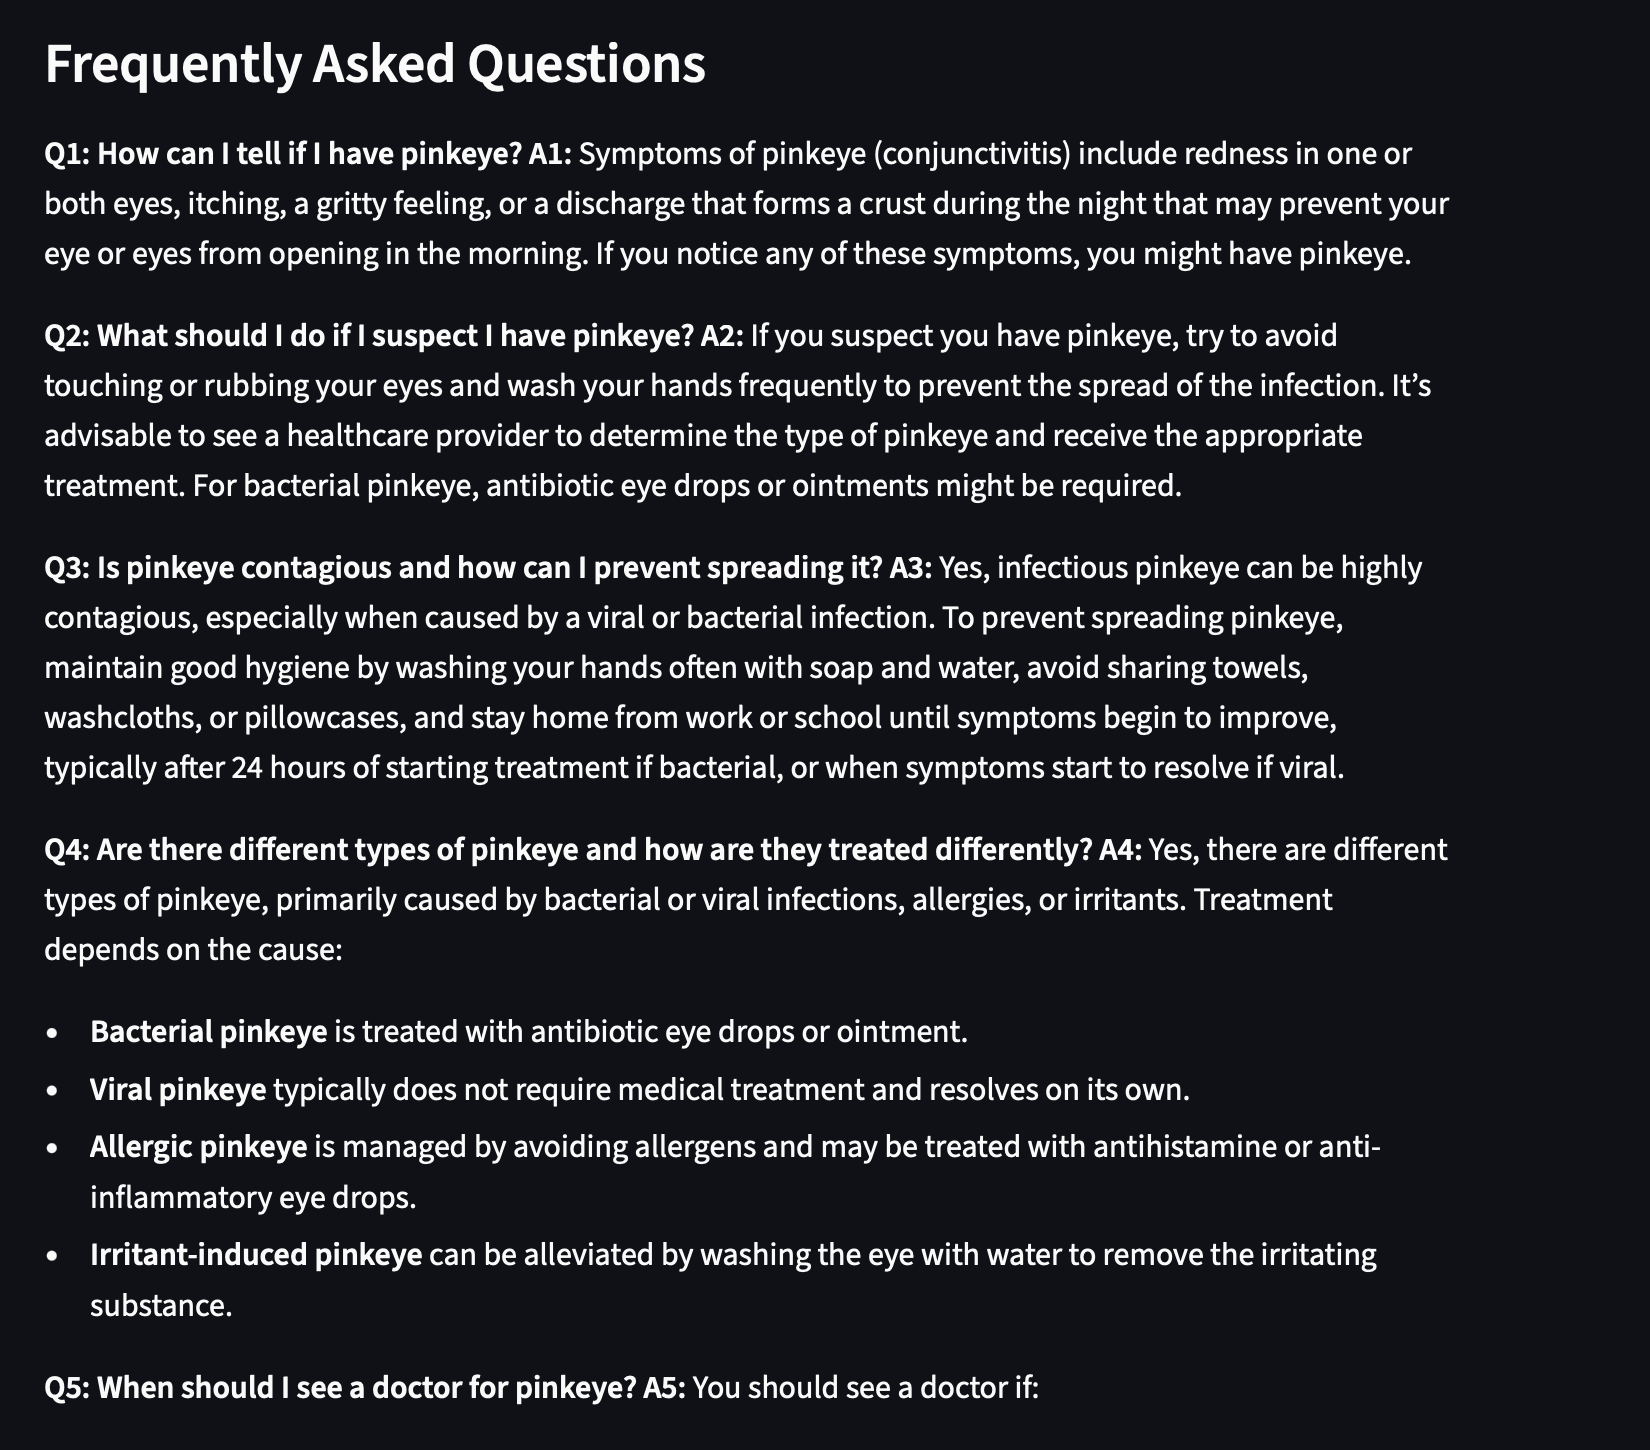 Frequently Asked Questions
Q1: How can I tell if I have pinkeye? A1: Symptoms of pinkeye (conjunctivitis) include redness in one or
both eyes, itching, a gritty feeling, or a discharge that forms a crust during the night that may prevent your
eye or eyes from opening in the morning. If you notice any of these symptoms, you might have pinkeye.
Q2: What should I do if I suspect I have pinkeye? A2: If you suspect you have pinkeye, try to avoid
touching or rubbing your eyes and wash your hands frequently to prevent the spread of the infection. It’s
advisable to see a healthcare provider to determine the type of pinkeye and receive the appropriate
treatment. For bacterial pinkeye, antibiotic eye drops or ointments might be required.
Q3: Is pinkeye contagious and how can I prevent spreading it? A3: Yes, infectious pinkeye can be highly
contagious, especially when caused by a viral or bacterial infection. To prevent spreading pinkeye,
maintain good hygiene by washing your hands often with soap and water, avoid sharing towels,
washcloths, or pillowcases, and stay home from work or school until symptoms begin to improve,
typically after 24 hours of starting treatment if bacterial, or when symptoms start to resolve if viral.
Q4: Are there different types of pinkeye and how are they treated differently? A4: Yes, there are different
types of pinkeye, primarily caused by bacterial or viral infections, allergies, or irritants. Treatment
depends on the cause:
• Bacterial pinkeye is treated with antibiotic eye drops or ointment.
• Viral pinkeye typically does not require medical treatment and resolves on its own.
• Allergic pinkeye is managed by avoiding allergens and may be treated with antihistamine or anti-
inflammatory eye drops.
• Irritant-induced pinkeye can be alleviated by washing the eye with water to remove the irritating
substance.
Q5: When should I see a doctor for pinkeye? A5: You should see a doctor if: